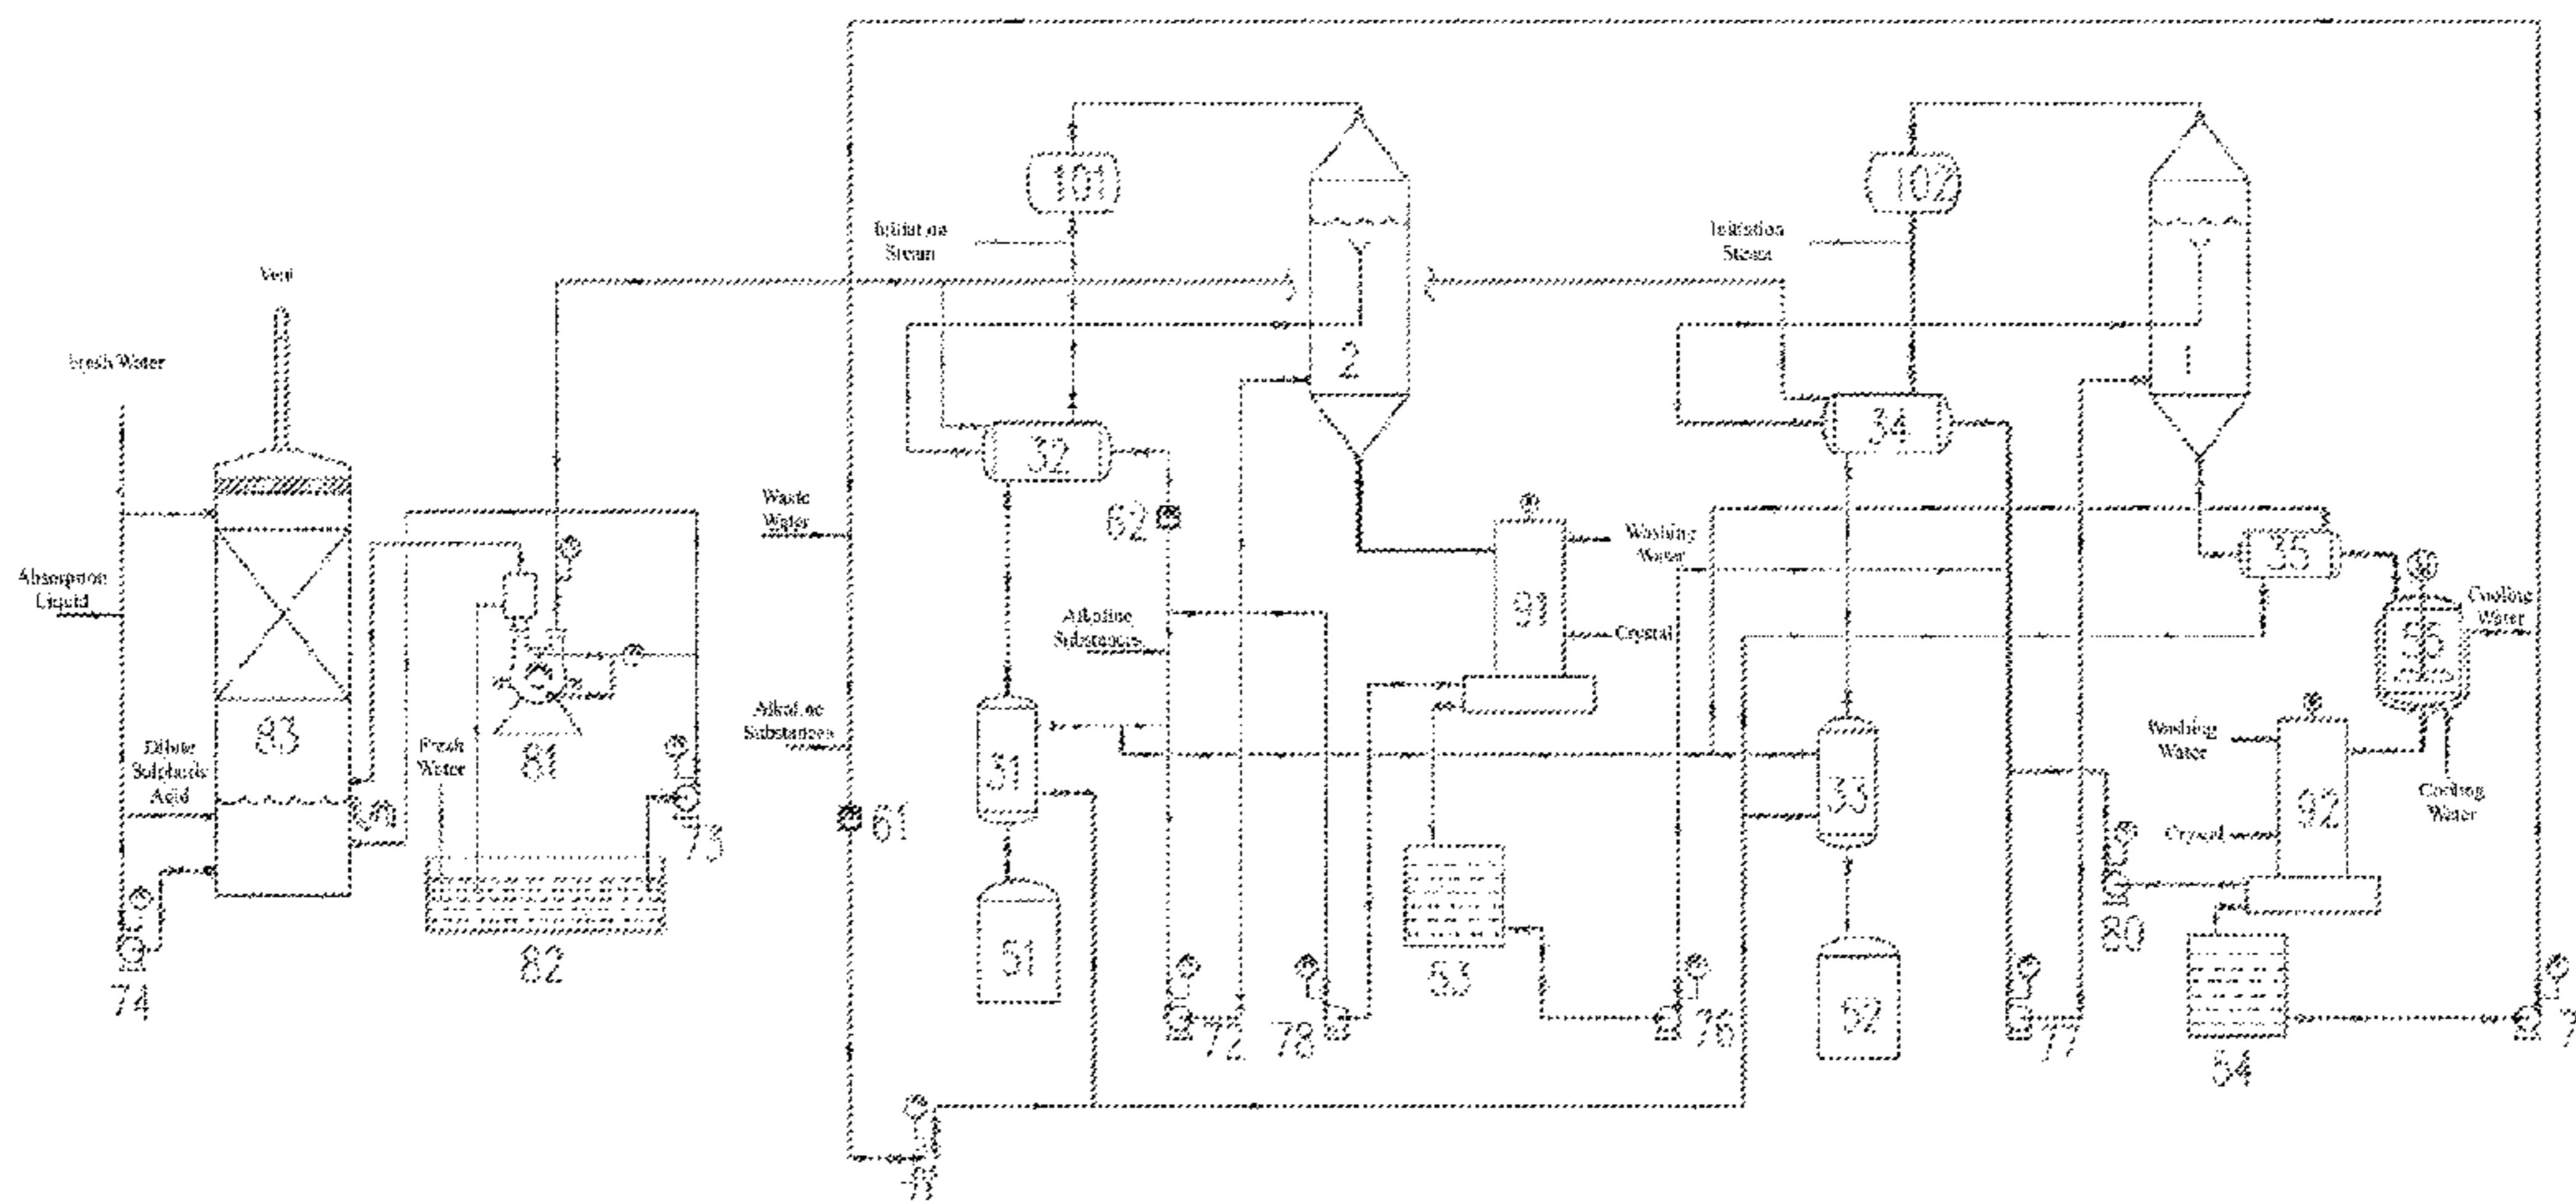 101
102
Initiation
Steam
Initiation
Steam
Vent
Fresh Water
2
1
32
34
Waste
Water
62
Washing
Water
35
Absorption
Liquid
Alkaline
Substances
91
Crystal
Cooling
Water
83
Dilute
Sulphuric
Acid
Fresh
Water
81
Alkaline
Substances
31
33
Washing
Water
Cooling
Water
61
73
Crystal
92
82
51
53
80
74
72
78
76
52
77
54
71